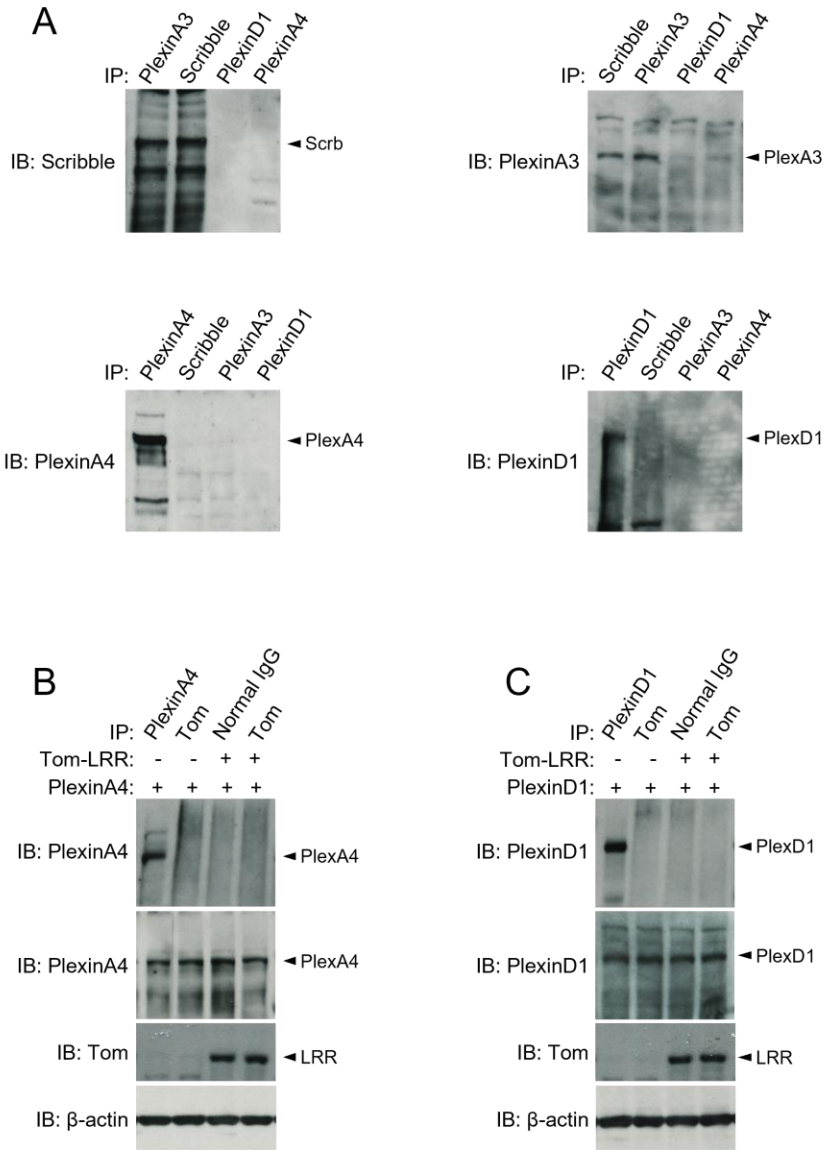 A
IP: PlexinA3 Scribble PlexinD1 PlexinA4
IB: Scribble
Scrb
IP: Scribble PlexinA3 PlexinD1 PlexinA4
IB: PlexinA3
PlexA3
IP: PlexinA4 Scribble PlexinA3 PlexinD1
IB: PlexinA4
PlexA4
IP: PlexinD1 Scribble PlexinA3 PlexinA4
IB: PlexinD1
PlexD1
B
IP: PlexinA4 Tom Normal IgG Tom
Tom-LRR: - - + +
PlexinA4: + + + +
IB: PlexinA4
PlexA4
IB: PlexinA4
PlexA4
IB: Tom
LRR
IB: β-actin
C
IP: PlexinD1 Tom Normal IgG Tom
Tom-LRR: - - + +
PlexinD1: + + + +
IB: PlexinD1
PlexD1
IB: PlexinD1
PlexD1
IB: Tom
LRR
IB: β-actin